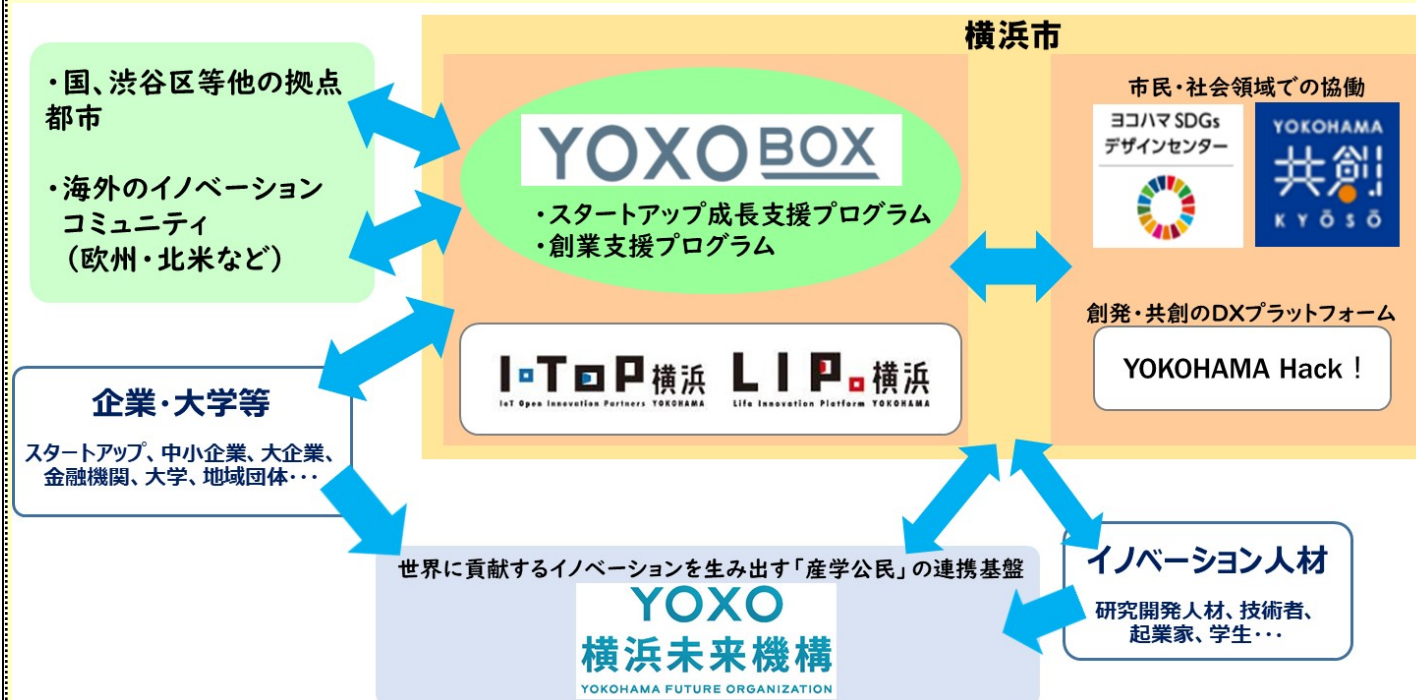 横浜市
・国、渋谷区等他の拠点
都市
・海外のイノベーション
コミュニティ
（欧州・北米など）
YOXO BOX
・スタートアップ成長支援プログラム
・創業支援プログラム
I・TOP横浜
IoT Open Innovation Partners YOKOHAMA
LIP.横浜
Life Innovation Platform YOKOHAMA
市民・社会領域での協働
ヨコハマSDGs
デザインセンター
YOKOHAMA
共創
KYŌSŌ
創発・共創のDXプラットフォーム
YOKOHAMA Hack！
企業・大学等
スタートアップ、中小企業、大企業、
金融機関、大学、地域団体・・・
世界に貢献するイノベーションを生み出す「産学公民」の連携基盤
YOXO
横浜未来機構
YOKOHAMA FUTURE ORGANIZATION
イノベーション人材
研究開発人材、技術者、
起業家、学生・・・